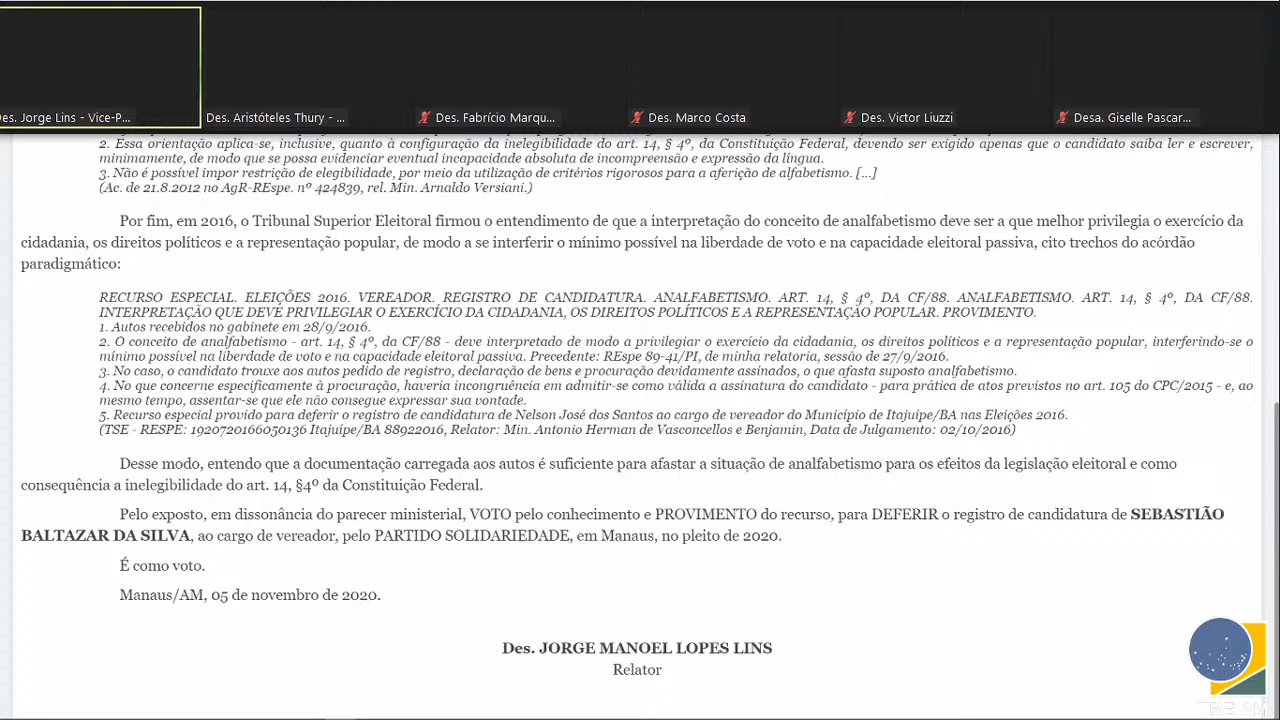 es. Jorge Lins - Vice-P...
Des. Aristóteles Thury - ...
Des. Fabrício Marqu...
Des. Marco Costa
Des. Victor Liuzzi
Desa. Giselle Pascar...
2. Essa orientação aplica-se, inclusive, quanto à configuração da inelegibilidade do art. 14, § 4º, da Constituição Federal, devendo ser exigido apenas que o candidato saiba ler e escrever,
minimamente, de modo que se possa evidenciar eventual incapacidade absoluta de incompreensão e expressão da língua.
3. Não é possível impor restrição de elegibilidade, por meio da utilização de critérios rigorosos para a aferição de alfabetismo. [...]
(Ac. de 21.8.2012 no AgR-REspe. nº 424839, rel. Min. Arnaldo Versiani.)
Por fim, em 2016, o Tribunal Superior Eleitoral firmou o entendimento de que a interpretação do conceito de analfabetismo deve ser a que melhor privilegia o exercício da
cidadania, os direitos políticos e a representação popular, de modo a se interferir o mínimo possível na liberdade de voto e na capacidade eleitoral passiva, cito trechos do acórdão
paradigmático:
RECURSO ESPECIAL. ELEIÇÕES 2016. VEREADOR. REGISTRO DE CANDIDATURA. ANALFABETISMO. ART. 14, § 4º, DA CF/88. ANALFABETISMO. ART. 14, § 4º, DA CF/88.
INTERPRETAÇÃO QUE DEVE PRIVILEGIAR O EXERCÍCIO DA CIDADANIA, OS DIREITOS POLÍTICOS E A REPRESENTAÇÃO POPULAR. PROVIMENTO.
1. Autos recebidos no gabinete em 28/9/2016.
2. O conceito de analfabetismo - art. 14, § 4º, da CF/88 - deve interpretado de modo a privilegiar o exercício da cidadania, os direitos políticos e a representação popular, interferindo-se o
mínimo possível na liberdade de voto e na capacidade eleitoral passiva. Precedente: REspe 89-41/PI, de minha relatoria, sessão de 27/9/2016.
3. No caso, o candidato trouxe aos autos pedido de registro, declaração de bens e procuração devidamente assinados, o que afasta suposto analfabetismo.
4. No que concerne especificamente à procuração, haveria incongruência em admitir-se como válida a assinatura do candidato - para prática de atos previstos no art. 105 do CPC/2015 - e, ao
mesmo tempo, assentar-se que ele não consegue expressar sua vontade.
5. Recurso especial provido para deferir o registro de candidatura de Nelson José dos Santos ao cargo de vereador do Município de Itajuípe/BA nas Eleições 2016.
(TSE - RESPE: 1920720166050136 Itajuípe/BA 88922016, Relator: Min. Antonio Herman de Vasconcellos e Benjamin, Data de Julgamento: 02/10/2016)
Desse modo, entendo que a documentação carregada aos autos é suficiente para afastar a situação de analfabetismo para os efeitos da legislação eleitoral e como
consequência a inelegibilidade do art. 14, §4º da Constituição Federal.
Pelo exposto, em dissonância do parecer ministerial, VOTO pelo conhecimento e PROVIMENTO do recurso, para DEFERIR o registro de candidatura de SEBASTIÃO
BALTAZAR DA SILVA, ao cargo de vereador, pelo PARTIDO SOLIDARIEDADE, em Manaus, no pleito de 2020.
É como voto.
Manaus/AM, 05 de novembro de 2020.
Des. JORGE MANOEL LOPES LINS
Relator
TRE-AM